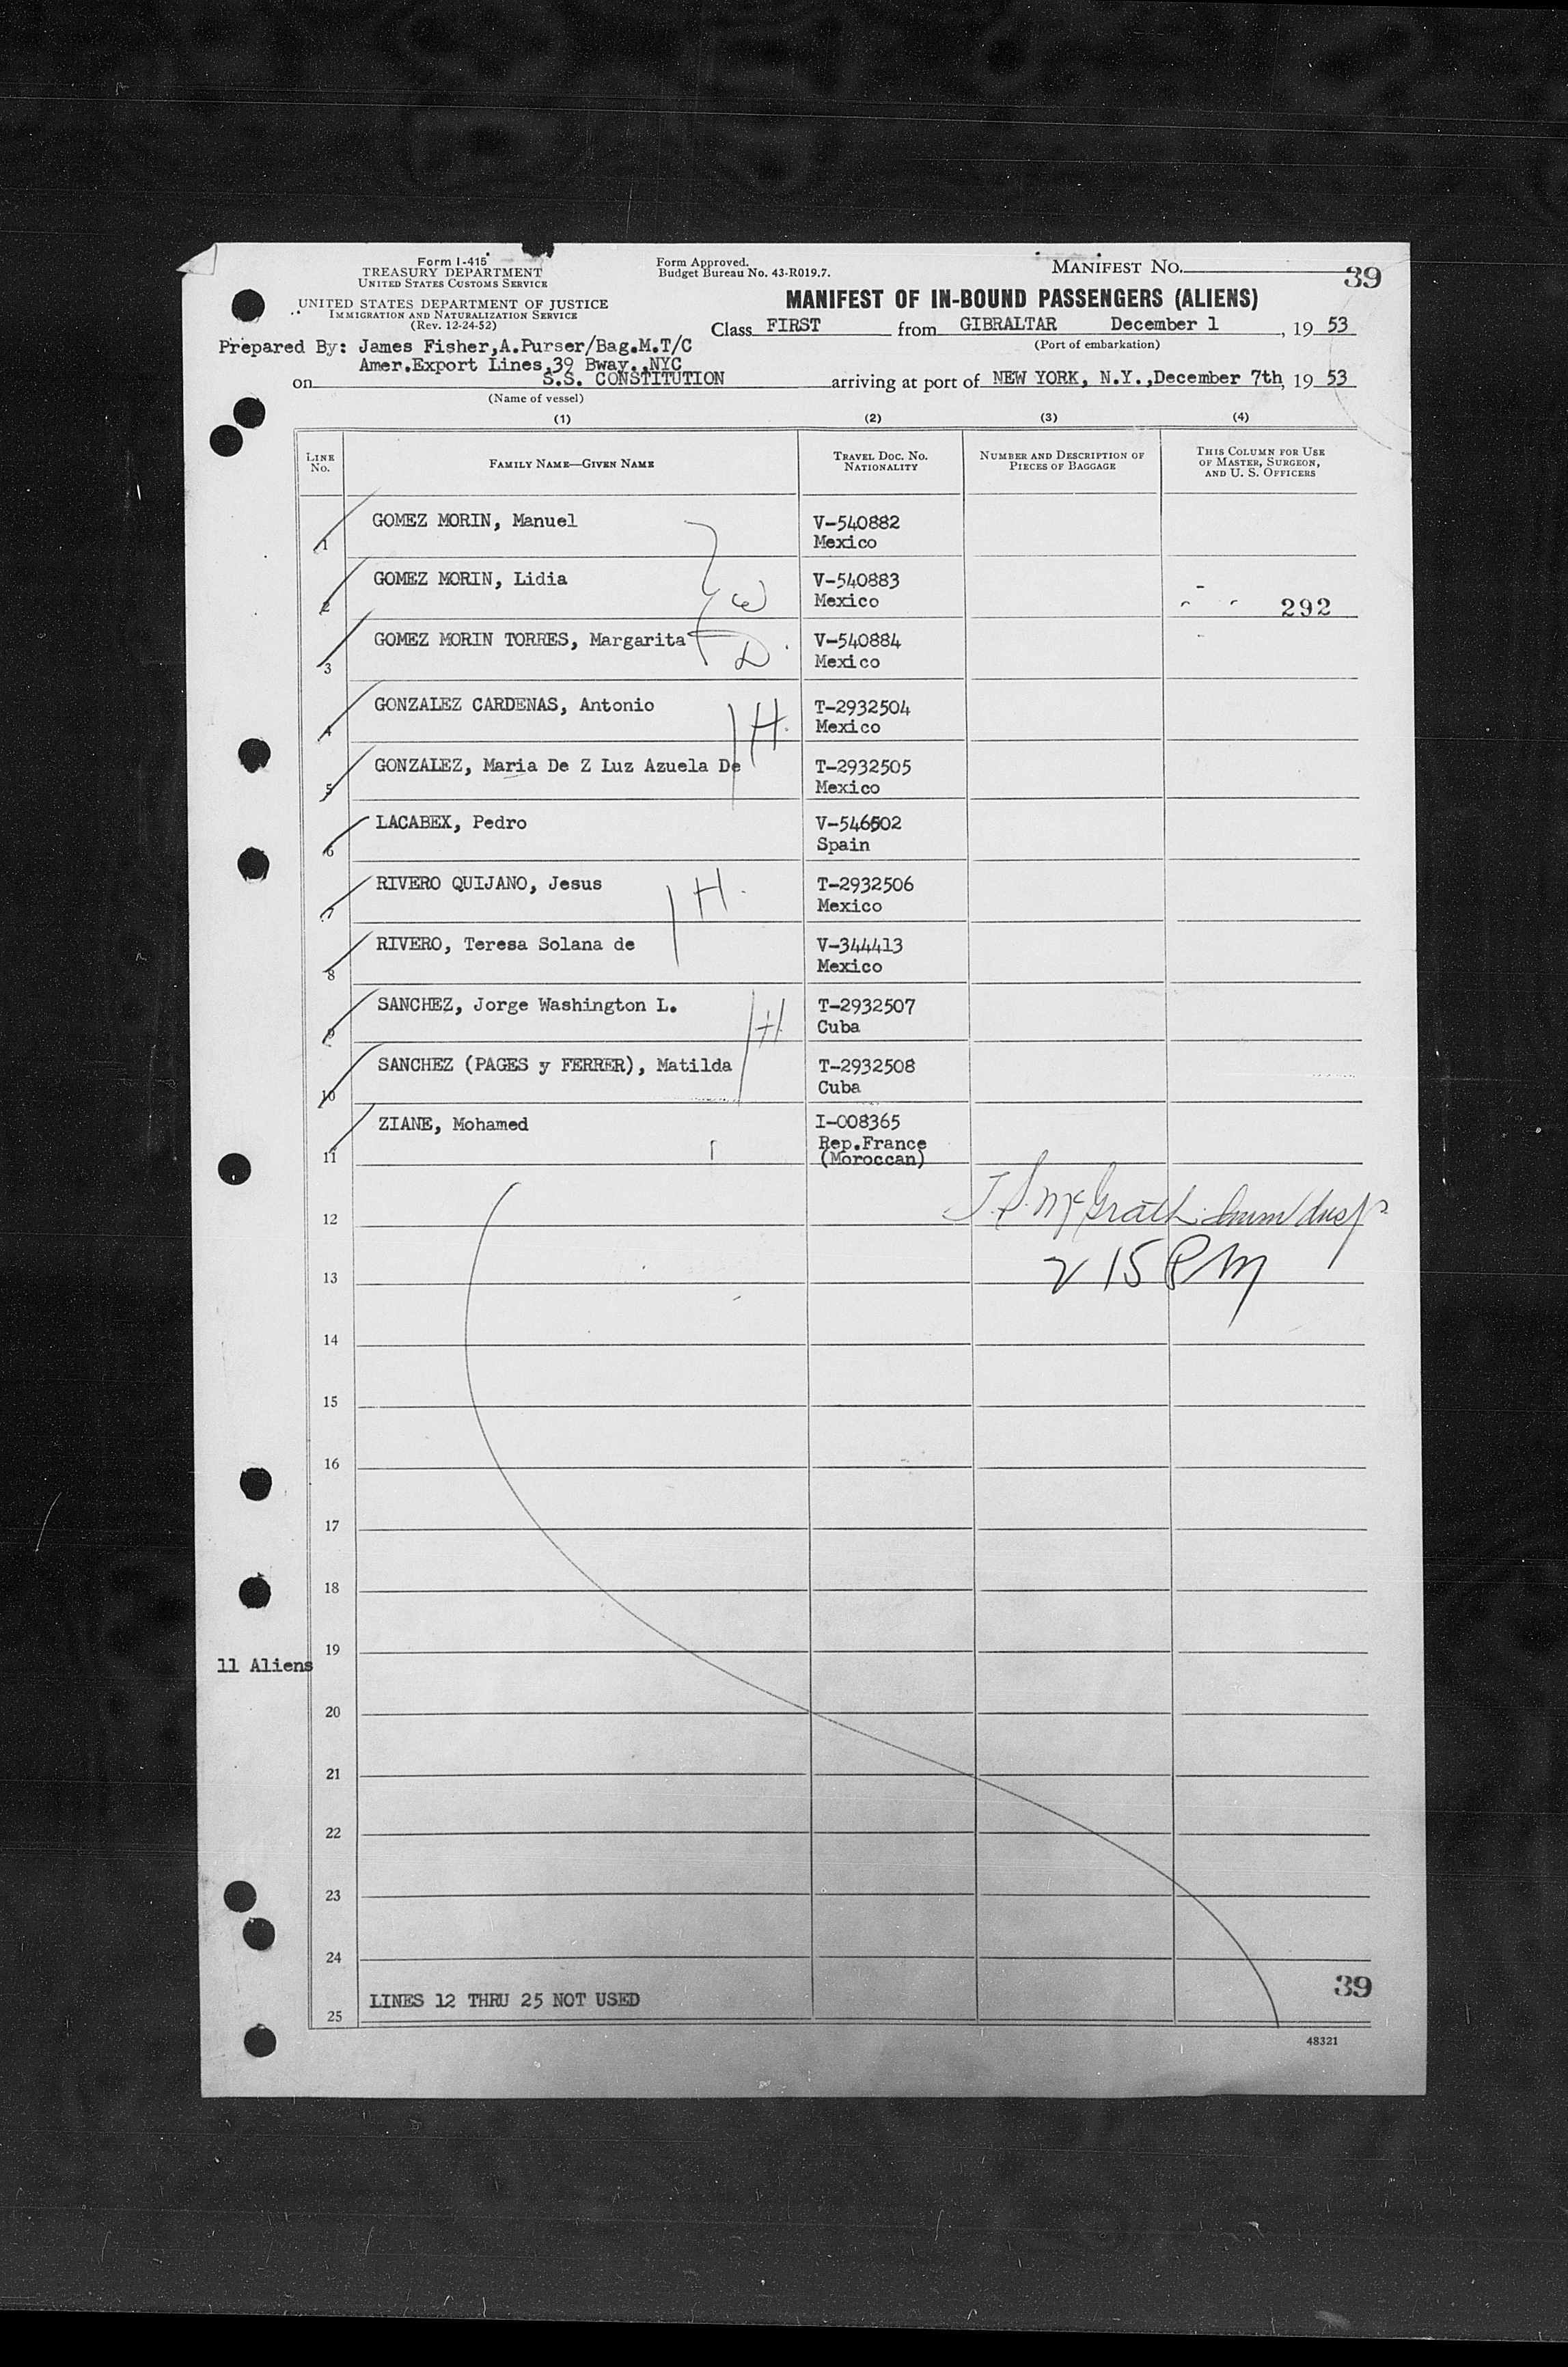 Form I-415
TREASURY DEPARTMENT
UNITED STATES CUSTOMS SERVICE
UNITED STATES DEPARTMENT OF JUSTICE
IMMIGRATION AND NATURALIZATION SERVICE
(Rev. 12-24-52)
Form Approved.
Budget Bureau No. 43-R019.7.
MANIFEST NO. 39
MANIFEST OF IN-BOUND PASSENGERS (ALIENS)
Class FIRST from GIBRALTAR December 1, 19 53
(Port of embarkation)
Prepared By: James Fisher,A.Purser/Bag.M.T/C
Amer.Export Lines,39 Bway.,NYC
on S.S. CONSTITUTION arriving at port of NEW YORK, N.Y.,December 7th, 19 53
(Name of vessel)
(1) (2) (3) (4)
LINE NO. FAMILY NAME—GIVEN NAME TRAVEL DOC. NO. NATIONALITY NUMBER AND DESCRIPTION OF PIECES OF BAGGAGE THIS COLUMN FOR USE OF MASTER, SURGEON, AND U. S. OFFICERS
1 GOMEZ MORIN, Manuel V-540882
Mexico
2 GOMEZ MORIN, Lidia V-540883
Mexico 292
3 GOMEZ MORIN TORRES, Margarita D. V-540884
Mexico
4 GONZALEZ CARDENAS, Antonio H. T-2932504
Mexico
5 GONZALEZ, Maria De Z Luz Azuela De T-2932505
Mexico
6 LACABEX, Pedro V-546502
Spain
7 RIVERO QUIJANO, Jesus H. T-2932506
Mexico
8 RIVERO, Teresa Solana de V-344413
Mexico
9 SANCHEZ, Jorge Washington L. H. T-2932507
Cuba
10 SANCHEZ (PAGES y FERRER), Matilda T-2932508
Cuba
11 ZIANE, Mohamed I-008365
Rep.France
(Moroccan)
12 McGrath
13 2 15 PM
14
15
16
17
18
19
11 Aliens
20
21
22
23
24
39
25 LINES 12 THRU 25 NOT USED
48321